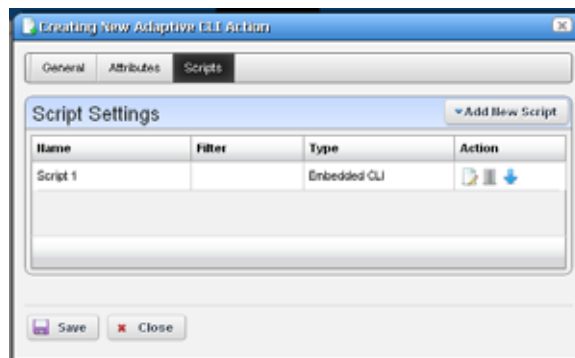 Creating New Adaptive CLI Action
General Attributes Scripts
Script Settings
Add New Script
Name Filter Type Action
Script 1 Embedded CLI
Save Close